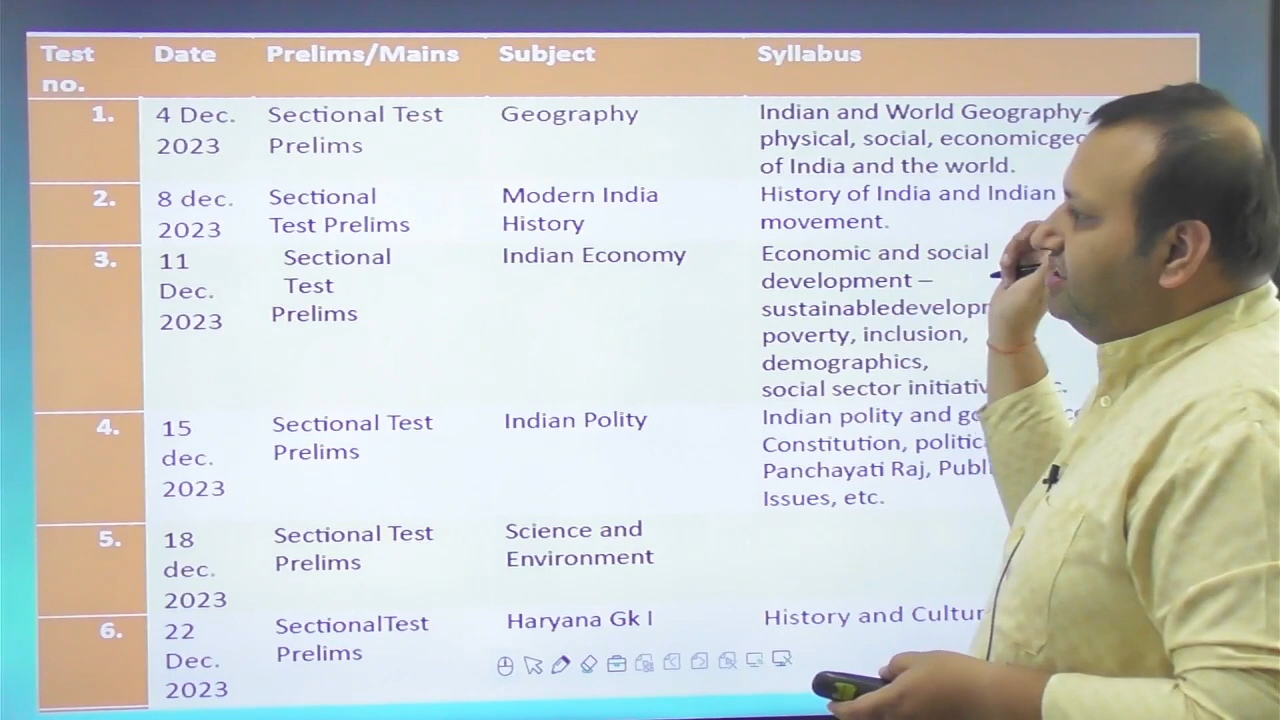 Test no.
Date
Prelims/Mains
Subject
Syllabus
1.
4 Dec.
2023
Sectional Test
Prelims
Geography
Indian and World Geography-
physical, social,
of India and the world.
2.
8 dec.
2023
Sectional
Test Prelims
Modern India
History
History of India and Indian
movement.
3.
11
Dec.
2023
Sectional
Test
Prelims
Indian Economy
Economic and social
development –
poverty, inclusion,
demographics,
social sector
4.
15
dec.
2023
Sectional Test
Prelims
Indian Polity
Indian polity and
Constitution,
Panchayati Raj,
Issues, etc.
5.
18
dec.
2023
Sectional Test
Prelims
Science and
Environment
6.
22
Dec.
2023
SectionalTest
Prelims
Haryana Gk I
History and